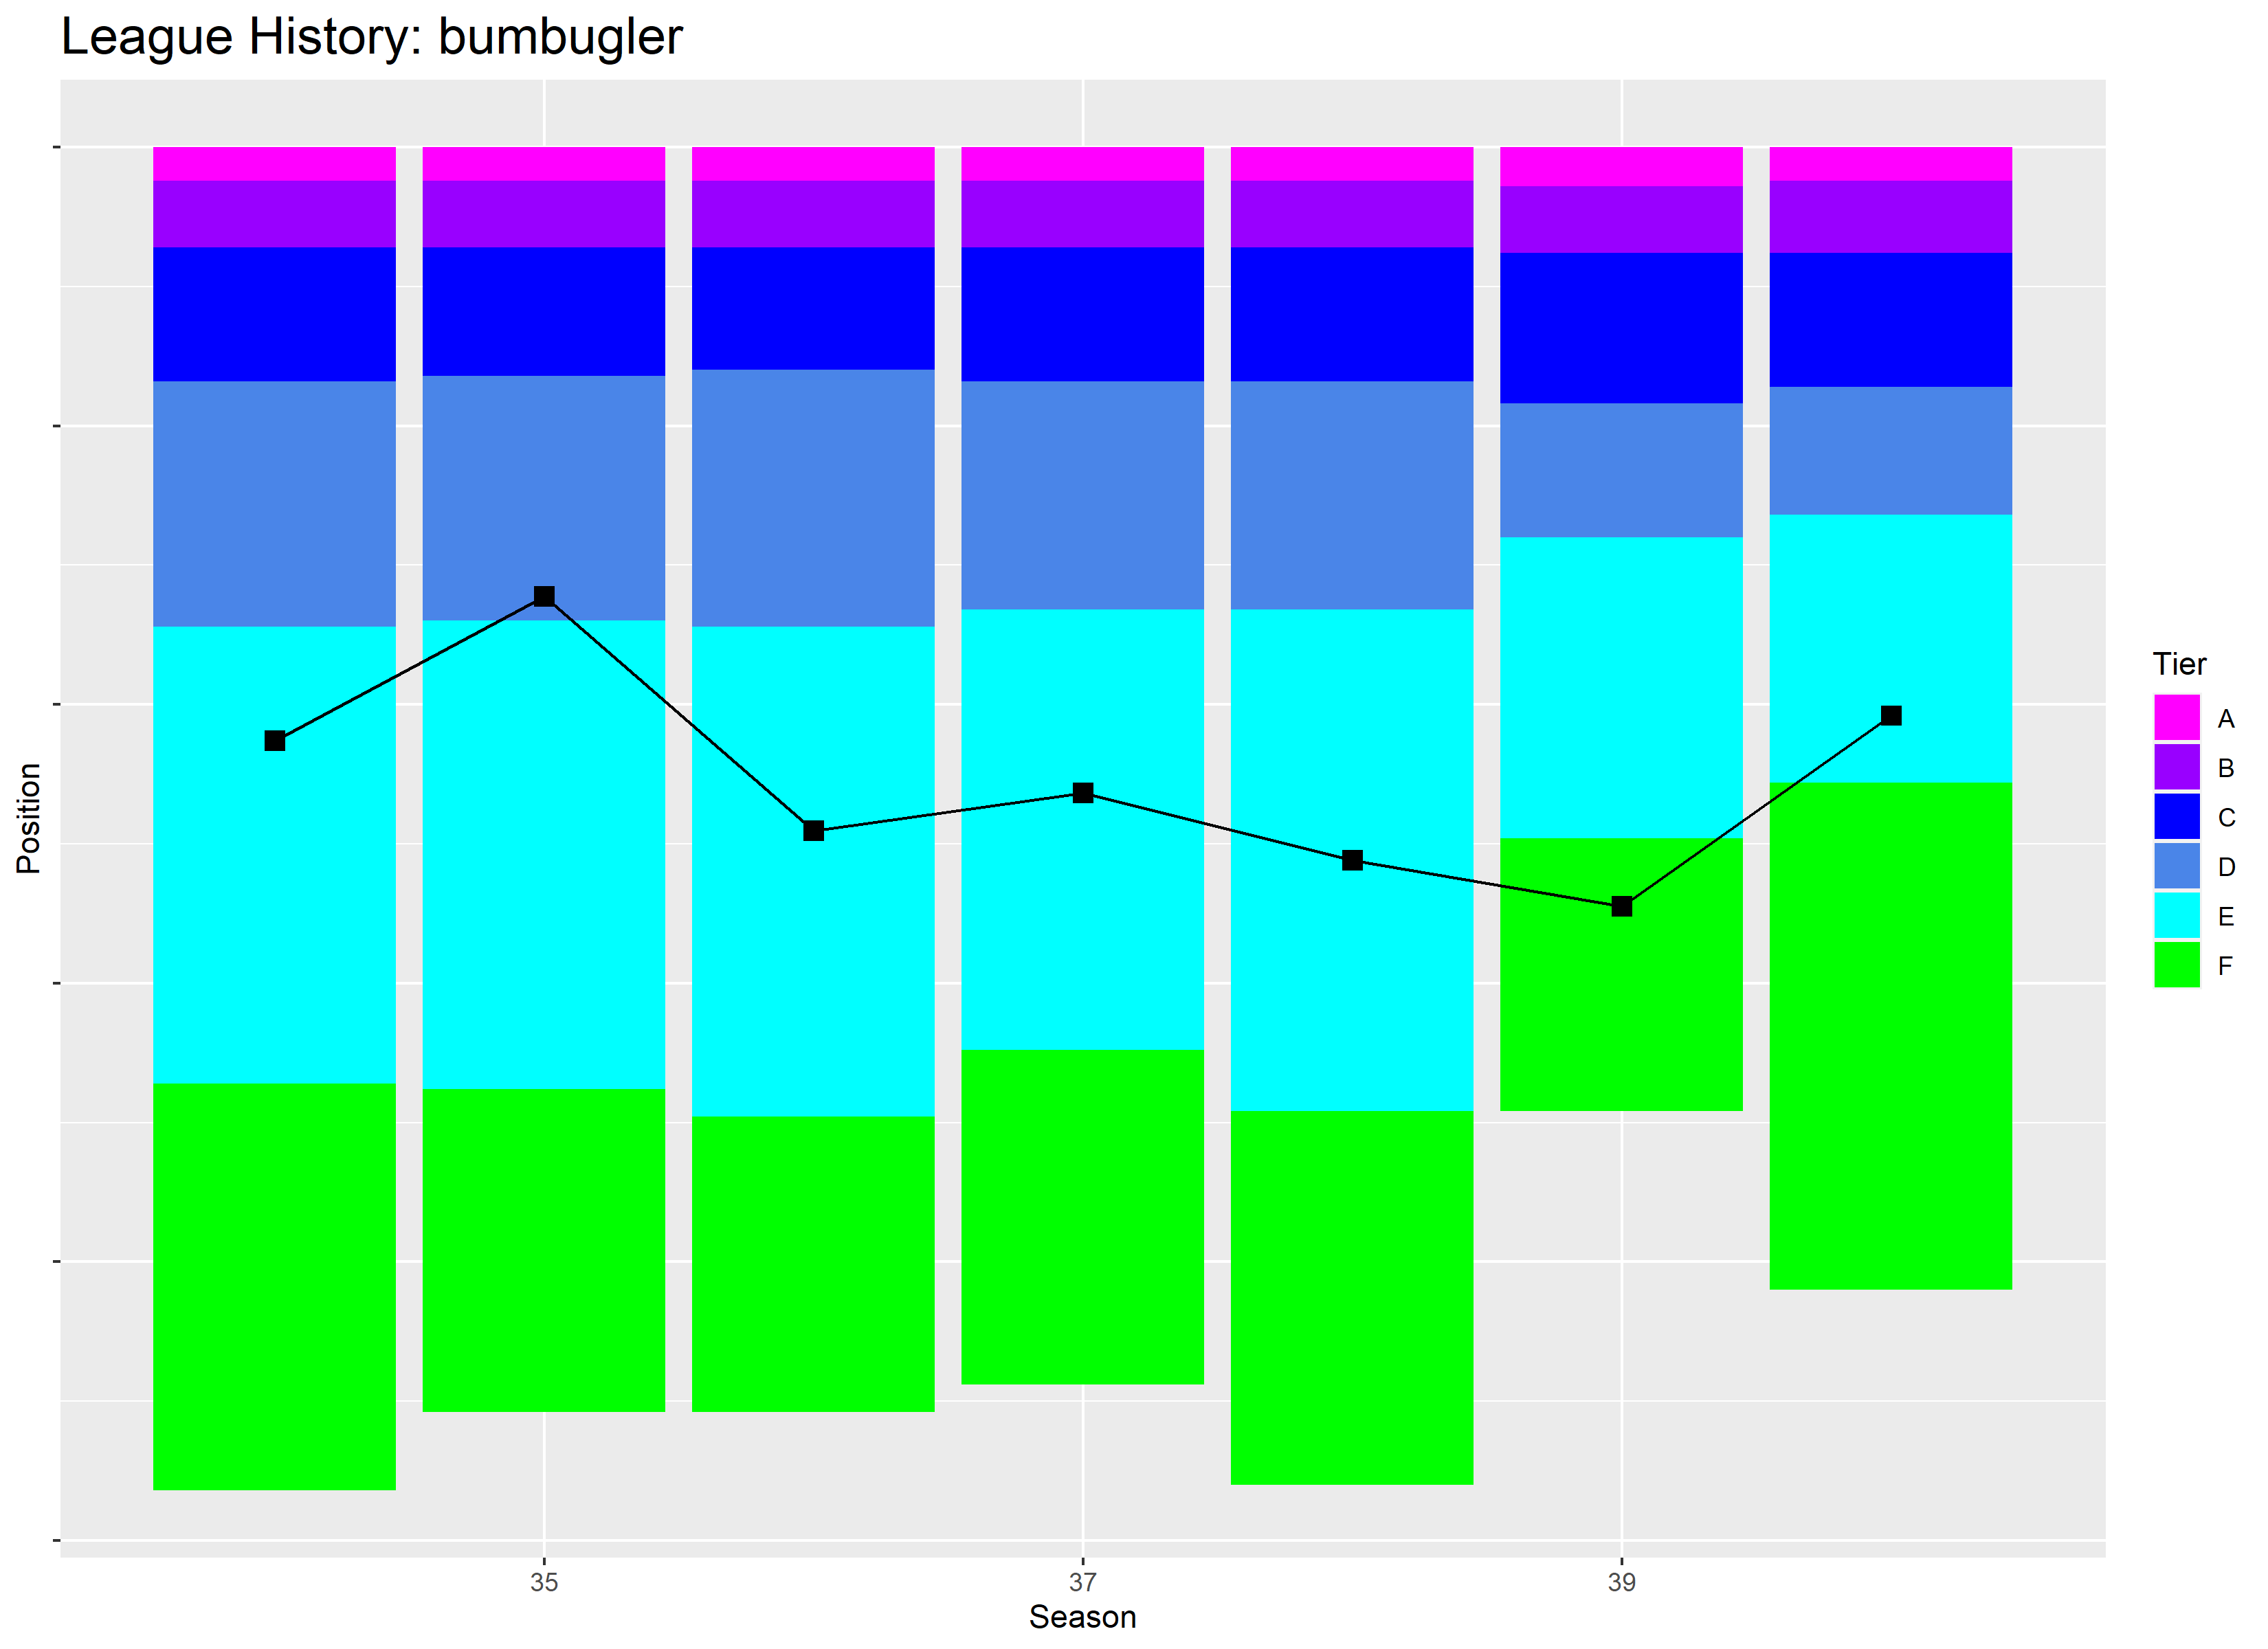 League History: bumbugler
Position
35
37
39
Season
Tier
A
B
C
D
E
F